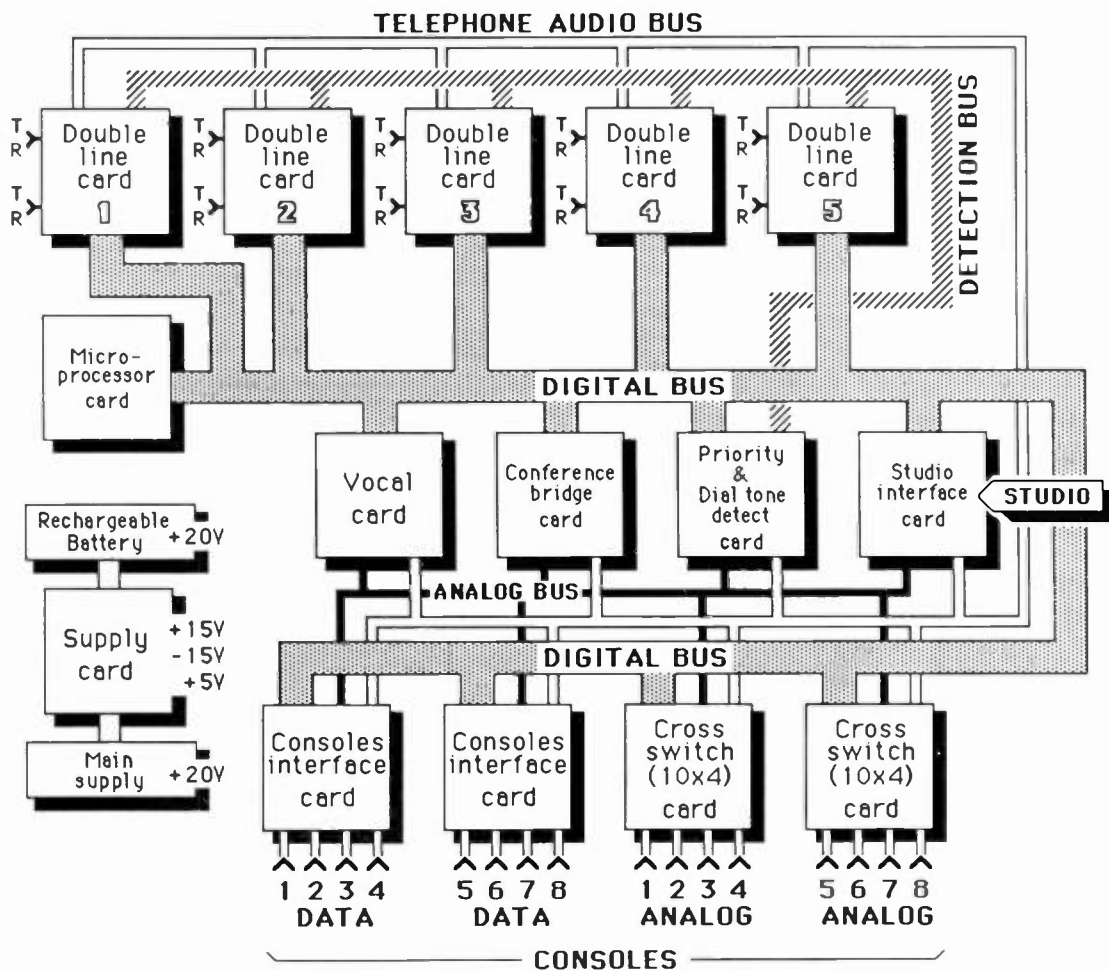 TELEPHONE AUDIO BUS
T
R
T
R
Double
line
card
1
T
R
T
R
Double
line
card
2
T
R
T
R
Double
line
card
3
T
R
T
R
Double
line
card
4
T
R
T
R
Double
line
card
5
DETECTION BUS
Micro-
processor
card
DIGITAL BUS
Vocal
card
Conference
bridge
card
Priority
&
Dial tone
detect
card
Studio
interface
card
STUDIO
Rechargeable
Battery
+20V
Supply
card
+15V
-15V
+5V
Main
supply
+20V
ANALOG BUS
DIGITAL BUS
Consoles
interface
card
Consoles
interface
card
Cross
switch
(10x4)
card
Cross
switch
(10x4)
card
1 2 3 4
DATA
5 6 7 8
DATA
1 2 3 4
ANALOG
5 6 7 8
ANALOG
CONSOLES